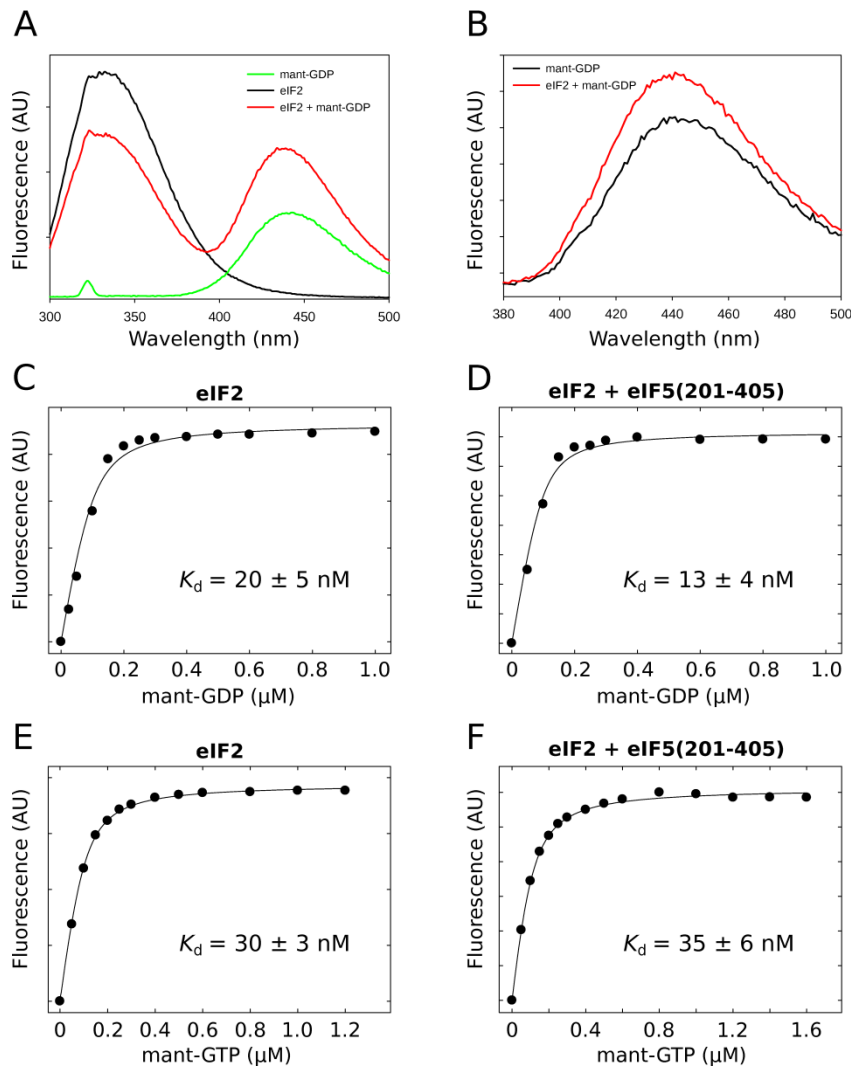 A
Fluorescence (AU)
mant-GDP
eIF2
eIF2 + mant-GDP
300 350 400 450 500
Wavelength (nm)
B
Fluorescence (AU)
mant-GDP
eIF2 + mant-GDP
380 400 420 440 460 480 500
Wavelength (nm)
C
eIF2
Fluorescence (AU)
Kd = 20 ± 5 nM
0 0.2 0.4 0.6 0.8 1.0
mant-GDP (µM)
D
eIF2 + eIF5(201-405)
Fluorescence (AU)
Kd = 13 ± 4 nM
0 0.2 0.4 0.6 0.8 1.0
mant-GDP (µM)
E
eIF2
Fluorescence (AU)
Kd = 30 ± 3 nM
0 0.2 0.4 0.6 0.8 1.0 1.2
mant-GTP (µM)
F
eIF2 + eIF5(201-405)
Fluorescence (AU)
Kd = 35 ± 6 nM
0 0.4 0.8 1.2 1.6
mant-GTP (µM)